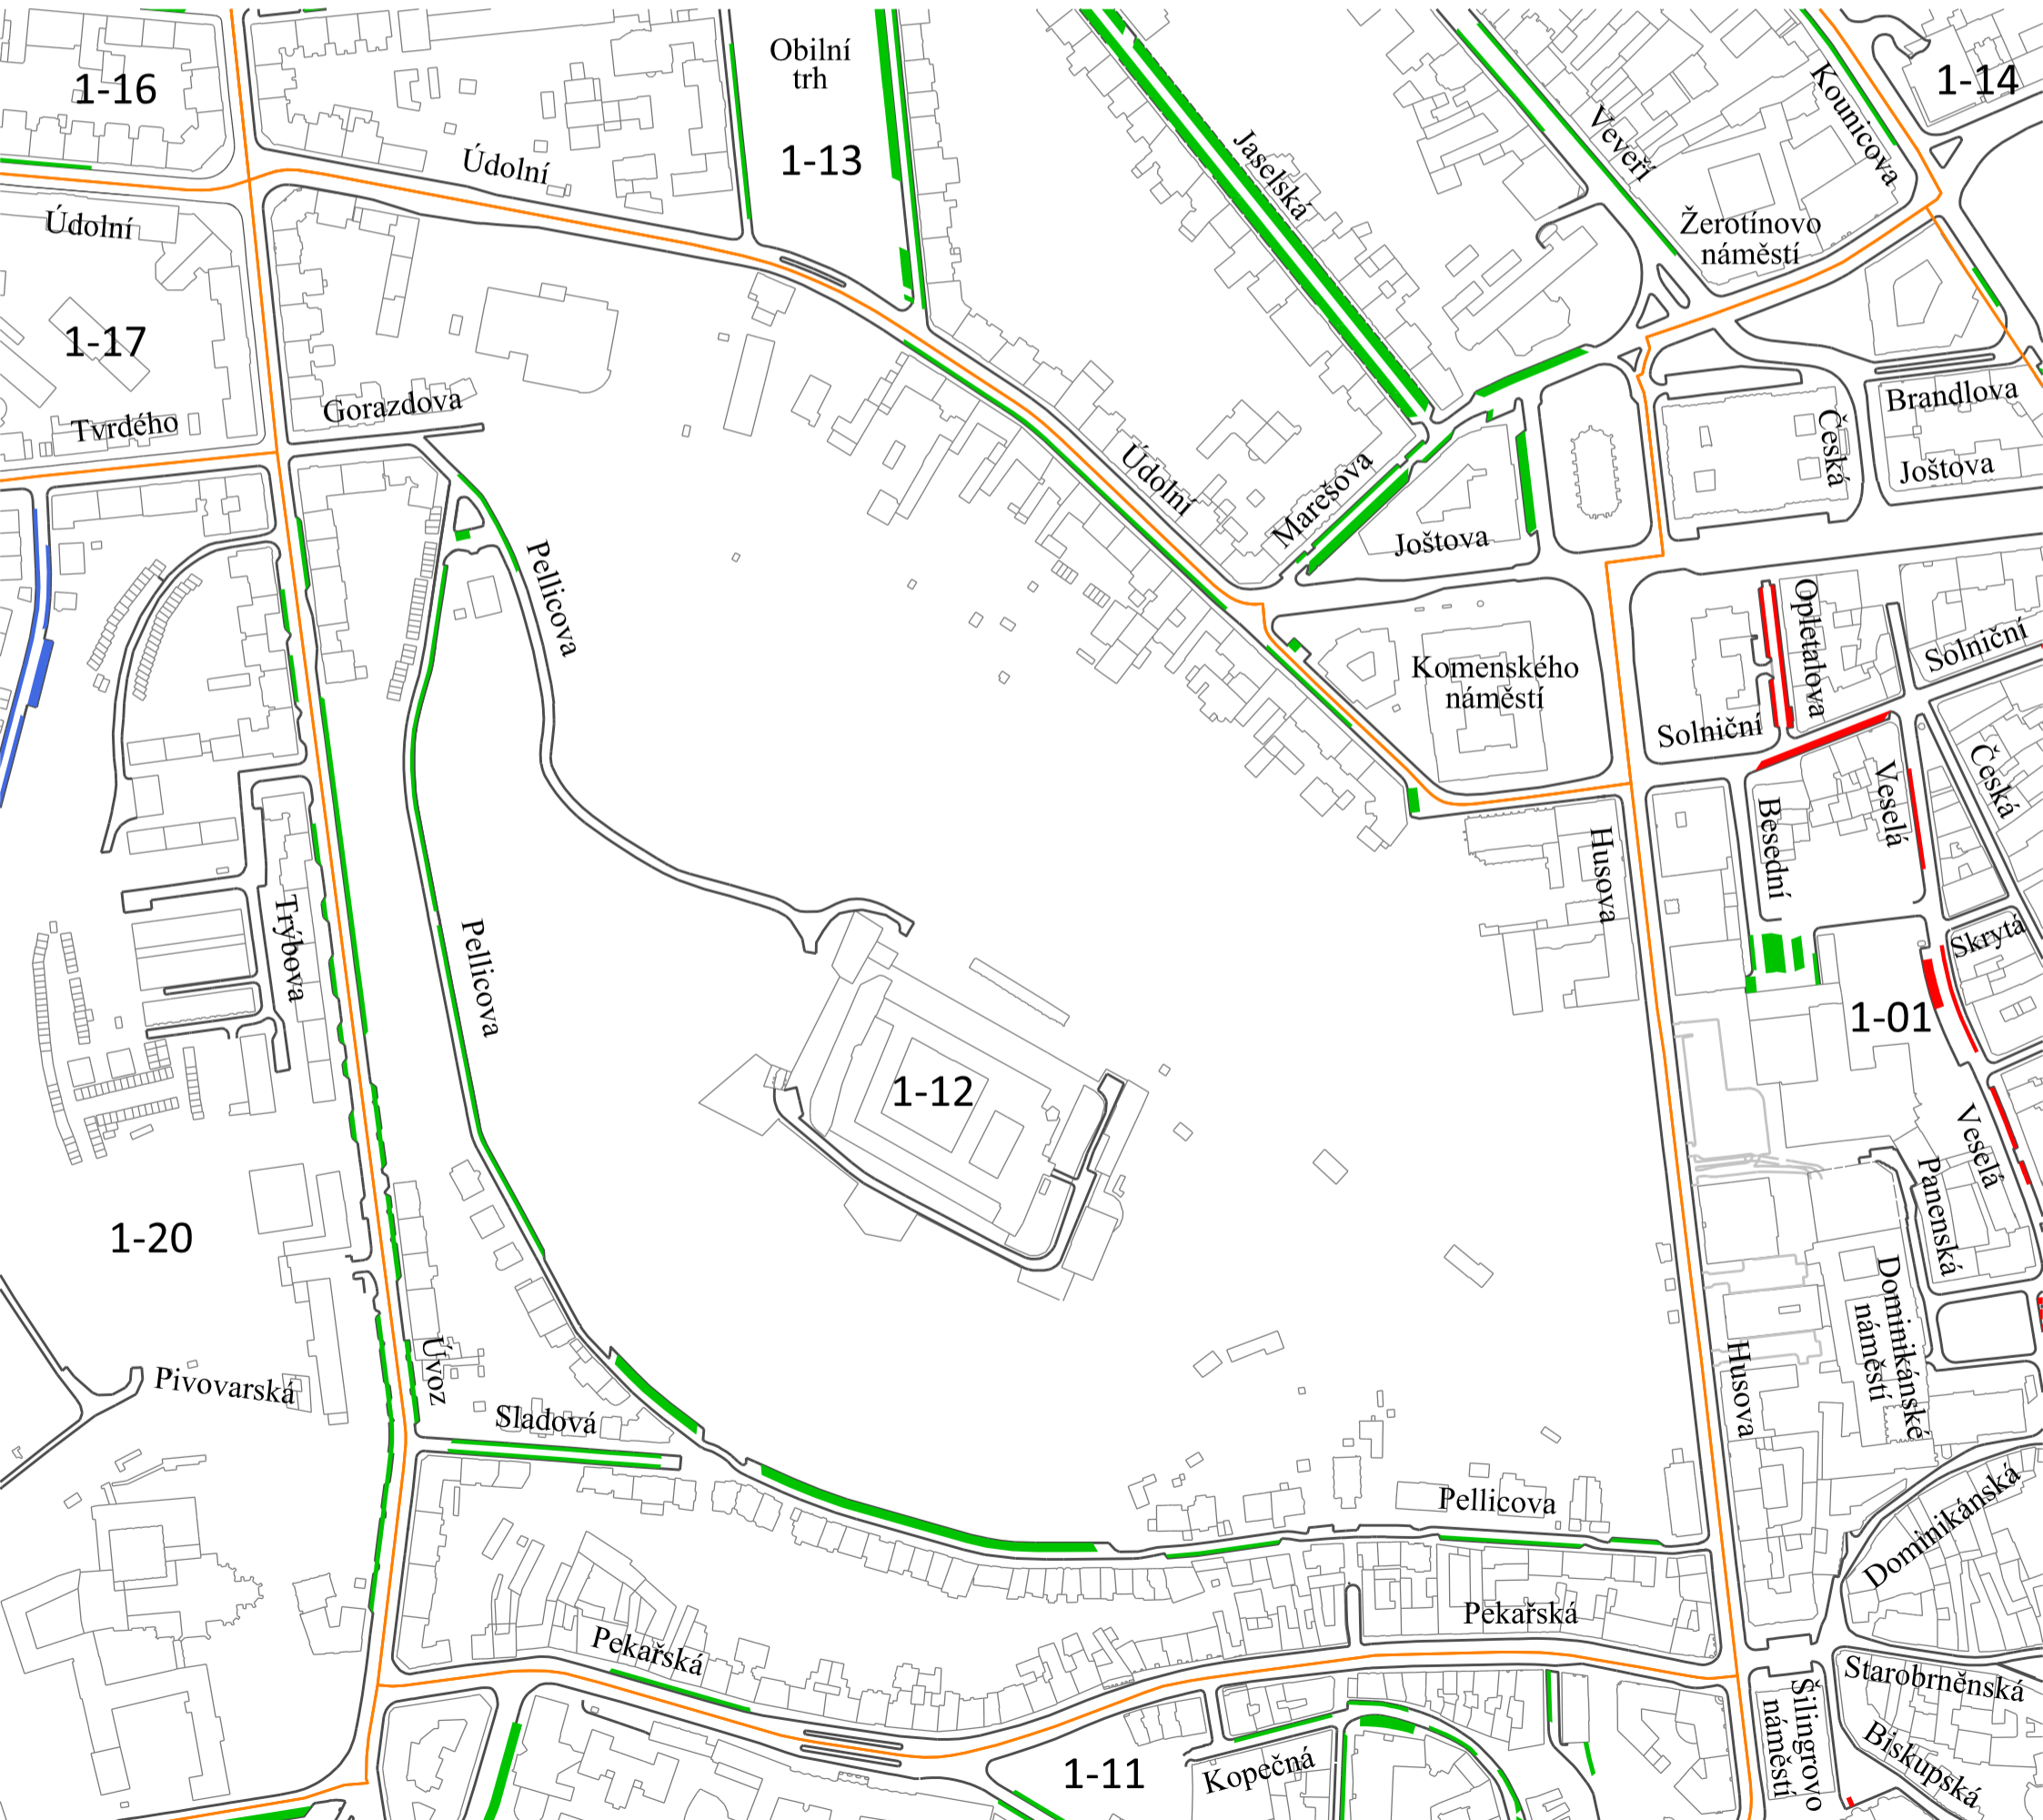 Obilní
trh
1-16
1-14
Kounicova
1-13
Údolní
Jaselská
Veveří
Údolní
Žerotínovo
náměstí
1-17
Gorazdova
Tvrdého
Brandlova
Česká
Joštova
Údolní
Marešova
Joštova
Pellicova
Opletalova
Solniční
Komenského
náměstí
Solniční
Česká
Veselá
Besední
Husova
Trýbova
Pellicova
Skrytá
1-01
1-12
Veselá
Panenská
1-20
Dominikánské
náměstí
Pivovarská
Úvoz
Husova
Sladová
Pellicova
Dominikánská
Pekařská
Pekařská
Starobrněnská
Šilingrovo
náměstí
Biskupská
1-11
Kopečná